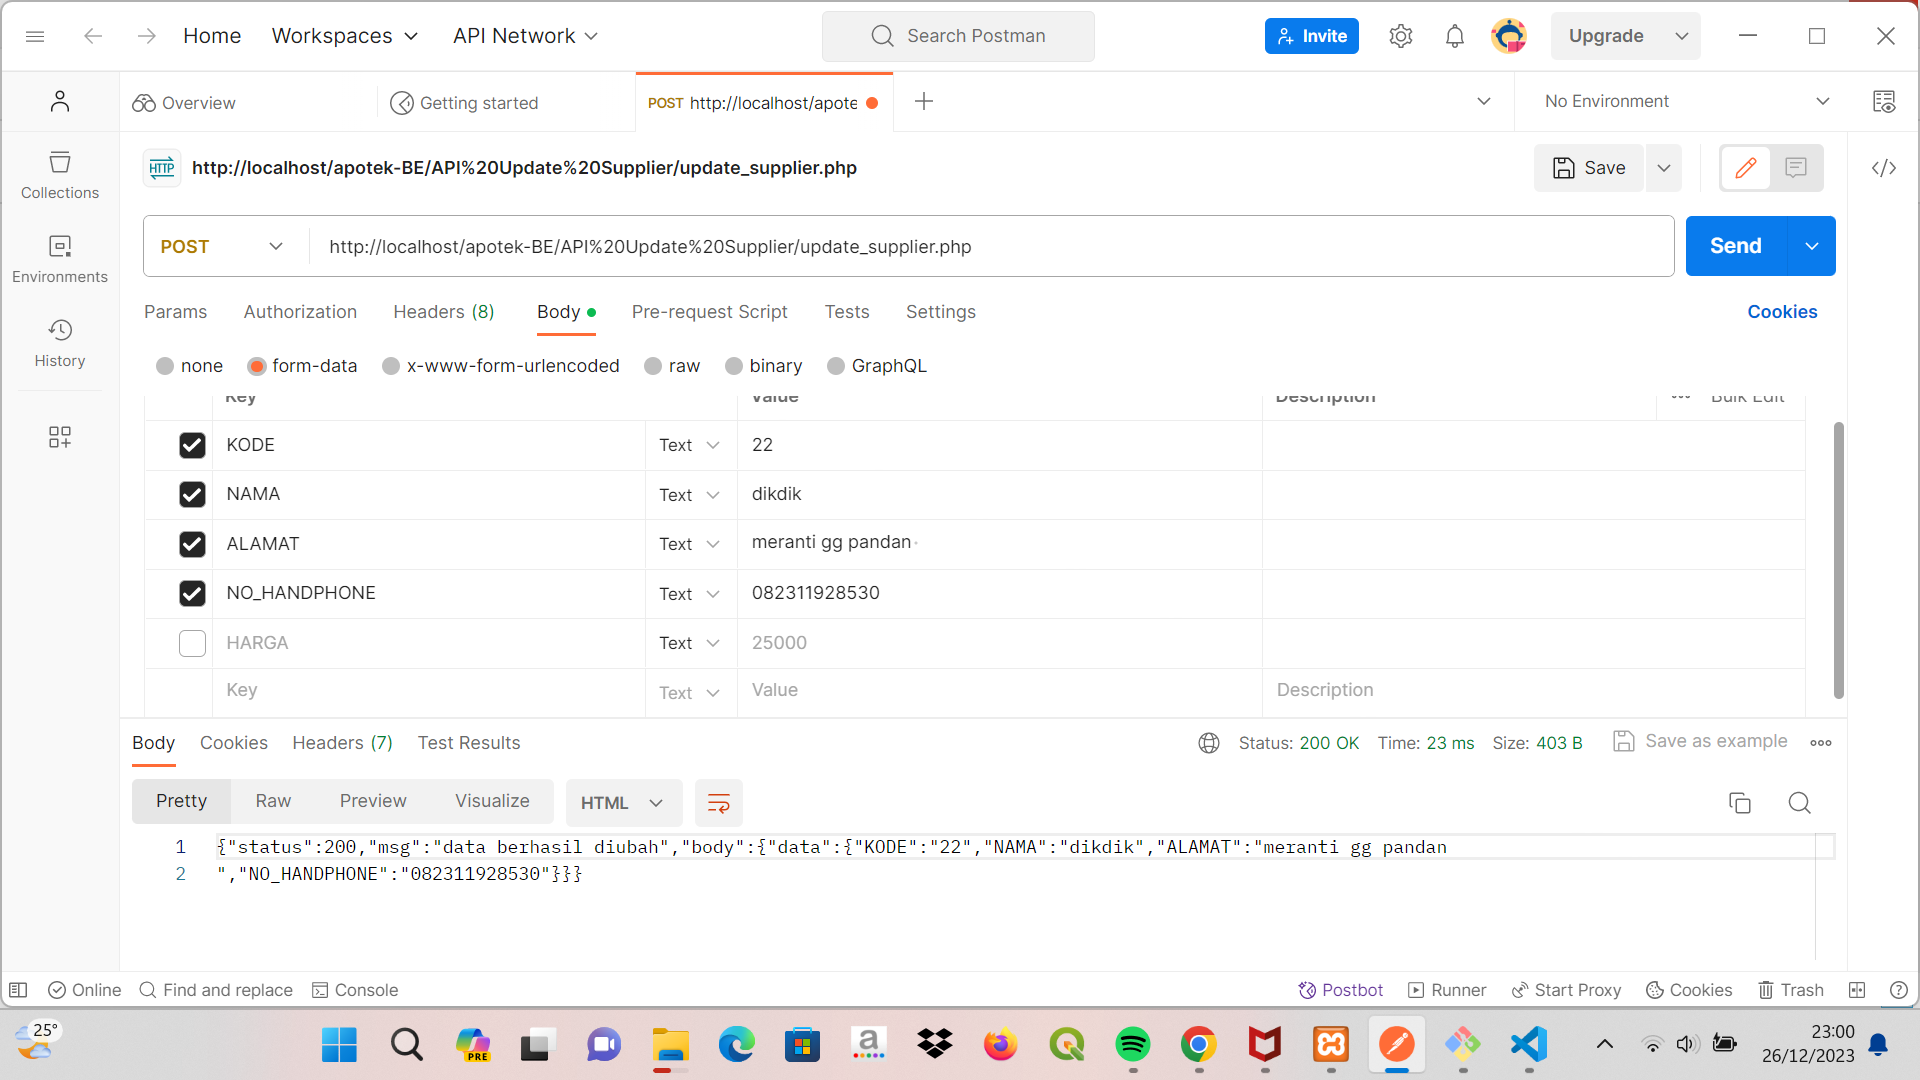 Home Workspaces API Network Search Postman Invite Upgrade
Overview Getting started POST http://localhost/apote No Environment
HTTP http://localhost/apotek-BE/API%20Update%20Supplier/update_supplier.php Save
Collections
POST http://localhost/apotek-BE/API%20Update%20Supplier/update_supplier.php Send
Environments
Params Authorization Headers (8) Body Pre-request Script Tests Settings Cookies
History
none form-data x-www-form-urlencoded raw binary GraphQL
Key Value Description Bulk Edit
KODE Text 22
NAMA Text dikdik
ALAMAT Text meranti gg pandan
NO_HANDPHONE Text 082311928530
HARGA Text 25000
Key Text Value Description
Body Cookies Headers (7) Test Results Status: 200 OK Time: 23 ms Size: 403 B Save as example
Pretty Raw Preview Visualize HTML
1 {"status":200,"msg":"data berhasil diubah","body":{"data":{"KODE":"22","NAMA":"dikdik","ALAMAT":"meranti gg pandan
2 ","NO_HANDPHONE":"082311928530"}}}
Online Find and replace Console Postbot Runner Start Proxy Cookies Trash
25° PRE a 23:00
26/12/2023